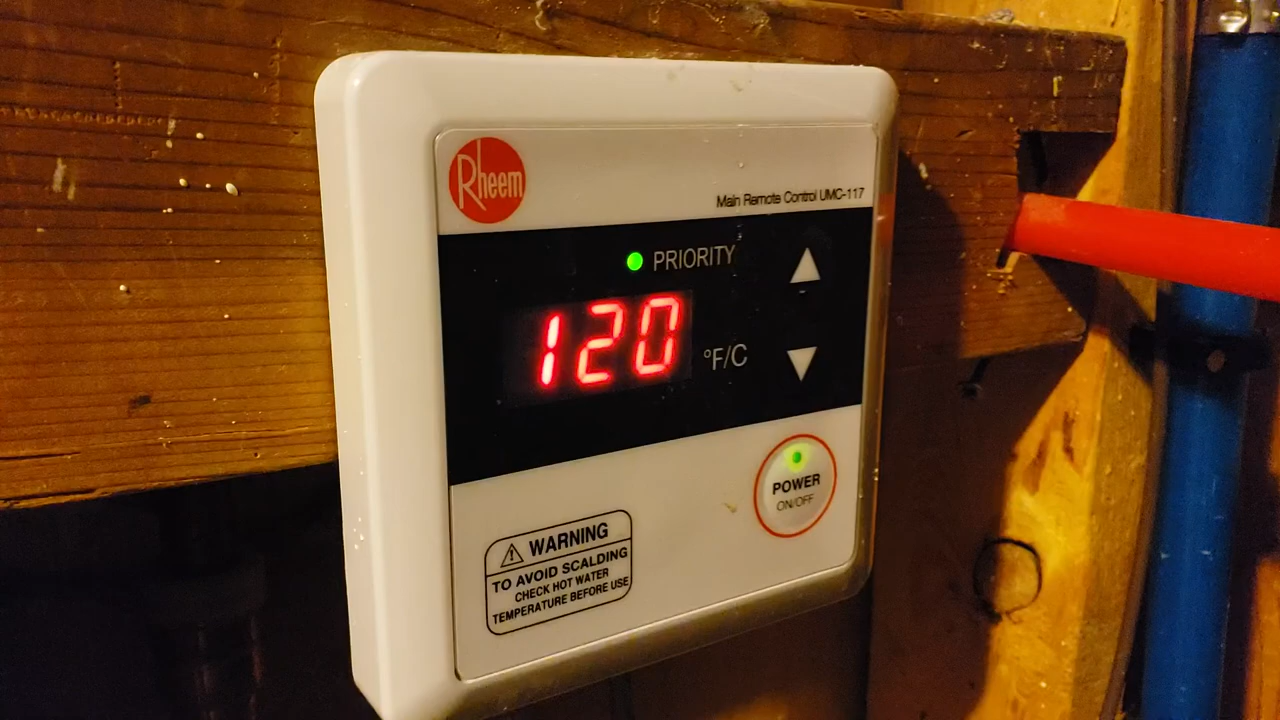 Rheem
Main Remote Control UMC-117
PRIORITY
120
°F/C
POWER
ON/OFF
WARNING
TO AVOID SCALDING
CHECK HOT WATER
TEMPERATURE BEFORE USE